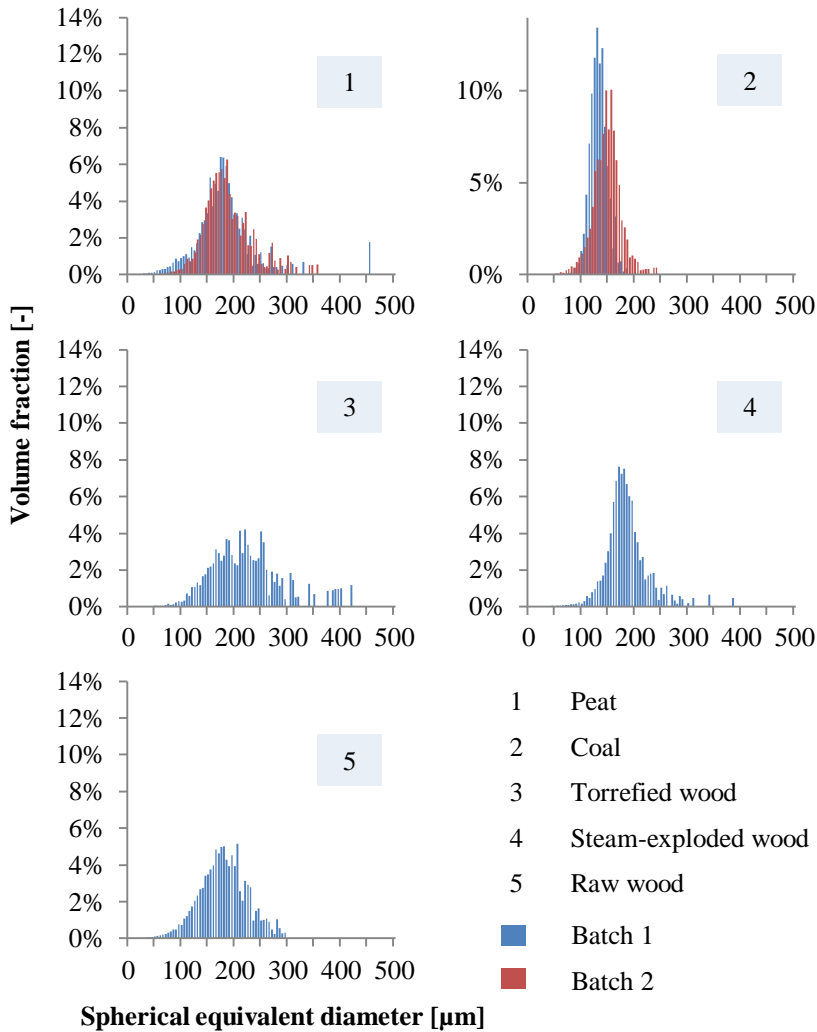 Volume fraction [-]
14%
12%
10%
8%
6%
4%
2%
0%
1
0 100 200 300 400 500
10%
5%
0%
2
0 100 200 300 400 500
14%
12%
10%
8%
6%
4%
2%
0%
3
0 100 200 300 400 500
14%
12%
10%
8%
6%
4%
2%
0%
4
0 100 200 300 400 500
14%
12%
10%
8%
6%
4%
2%
0%
5
0 100 200 300 400 500
Spherical equivalent diameter [µm]
1 Peat
2 Coal
3 Torrefied wood
4 Steam-exploded wood
5 Raw wood
Batch 1
Batch 2